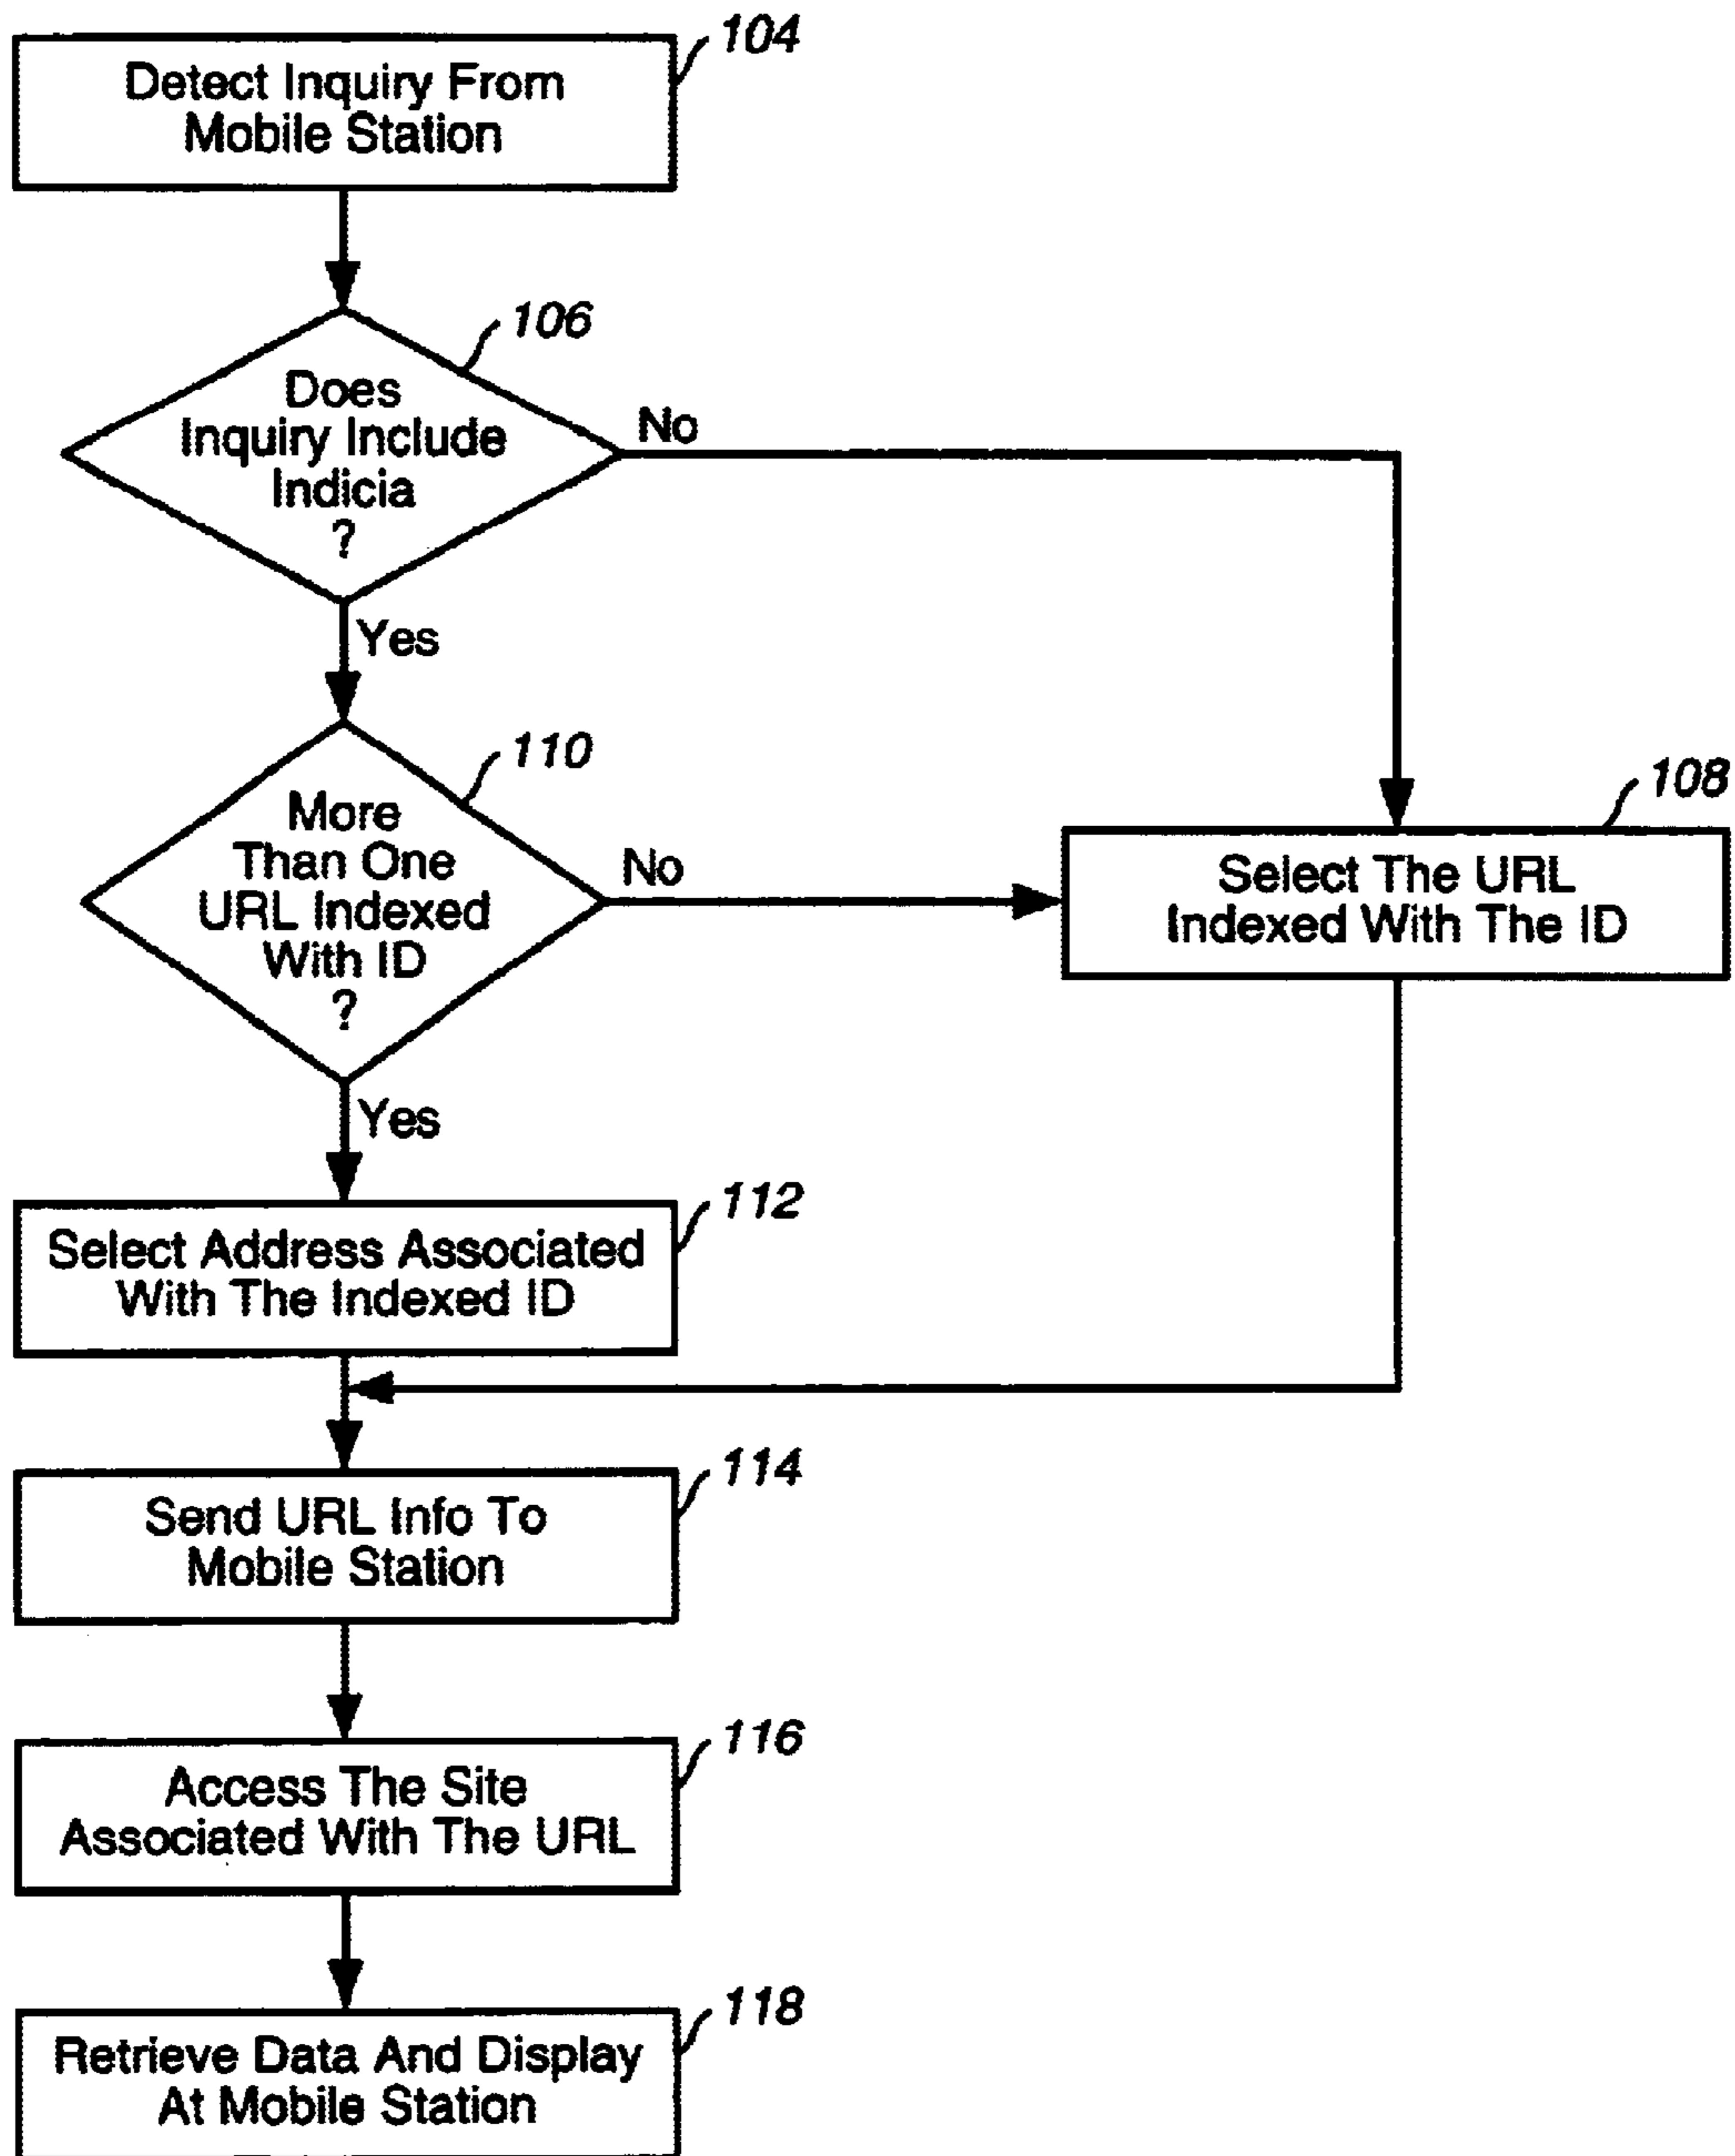 104
Detect Inquiry From
Mobile Station
106
Does
Inquiry Include
Indicia
?
No
Yes
110
More
Than One
URL Indexed
With ID
?
No
Yes
108
Select The URL
Indexed With The ID
112
Select Address Associated
With The Indexed ID
114
Send URL Info To
Mobile Station
116
Access The Site
Associated With The URL
118
Retrieve Data And Display
At Mobile Station